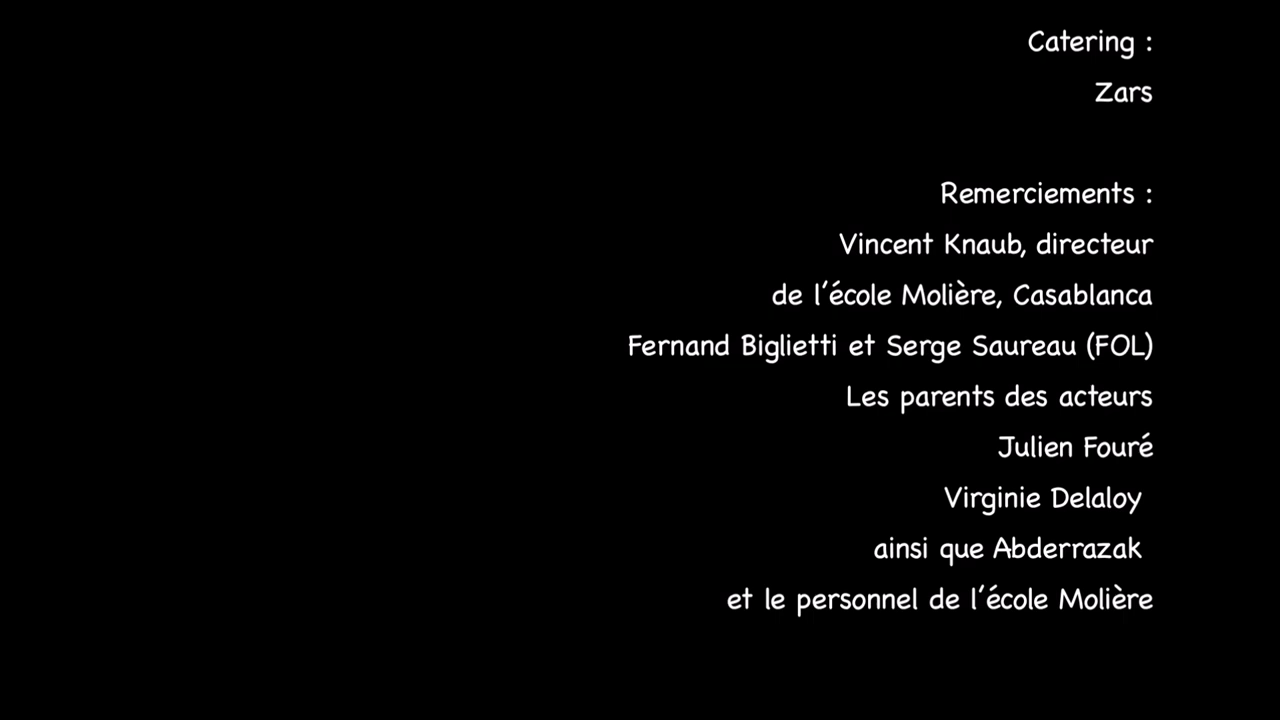 Catering :
Zars
Remerciements :
Vincent Knaub, directeur
de l'école Molière, Casablanca
Fernand Biglietti et Serge Saureau (FOL)
Les parents des acteurs
Julien Fouré
Virginie Delaloy
ainsi que Abderrazak
et le personnel de l'école Molière